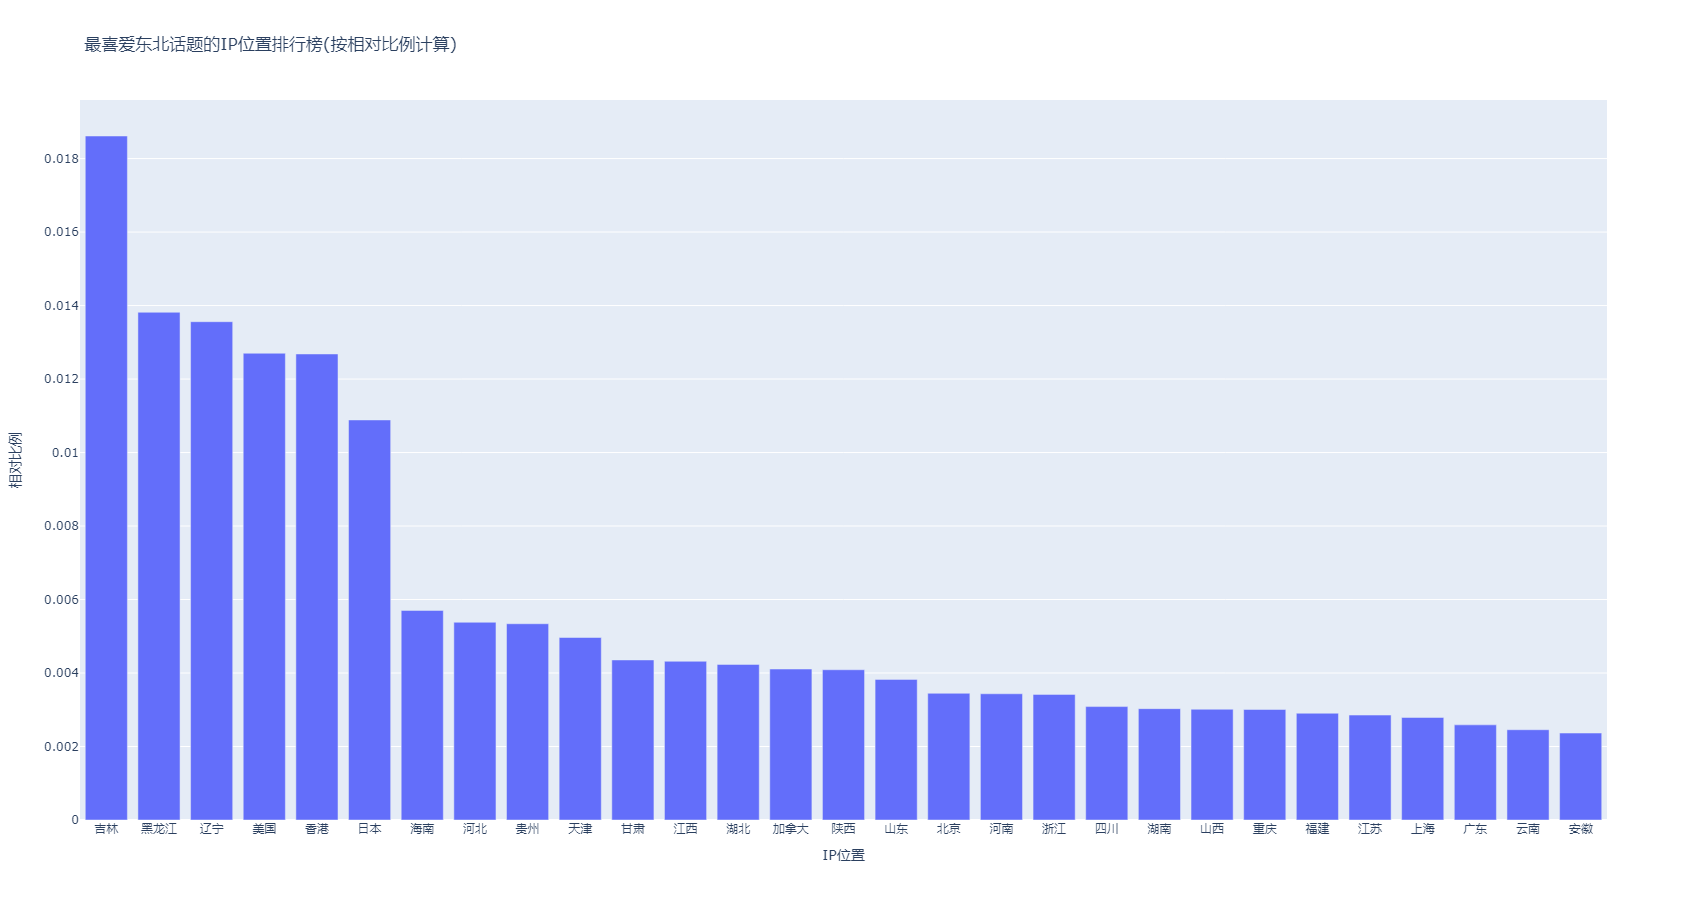 最喜爱东北话题的IP位置排行榜(按相对比例计算)
相对比例
0.018
0.016
0.014
0.012
0.01
0.008
0.006
0.004
0.002
0
吉林 黑龙江 辽宁 美国 香港 日本 海南 河北 贵州 天津 甘肃 江西 湖北 加拿大 陕西 山东 北京 河南 浙江 四川 湖南 山西 重庆 福建 江苏 上海 广东 云南 安徽
IP位置